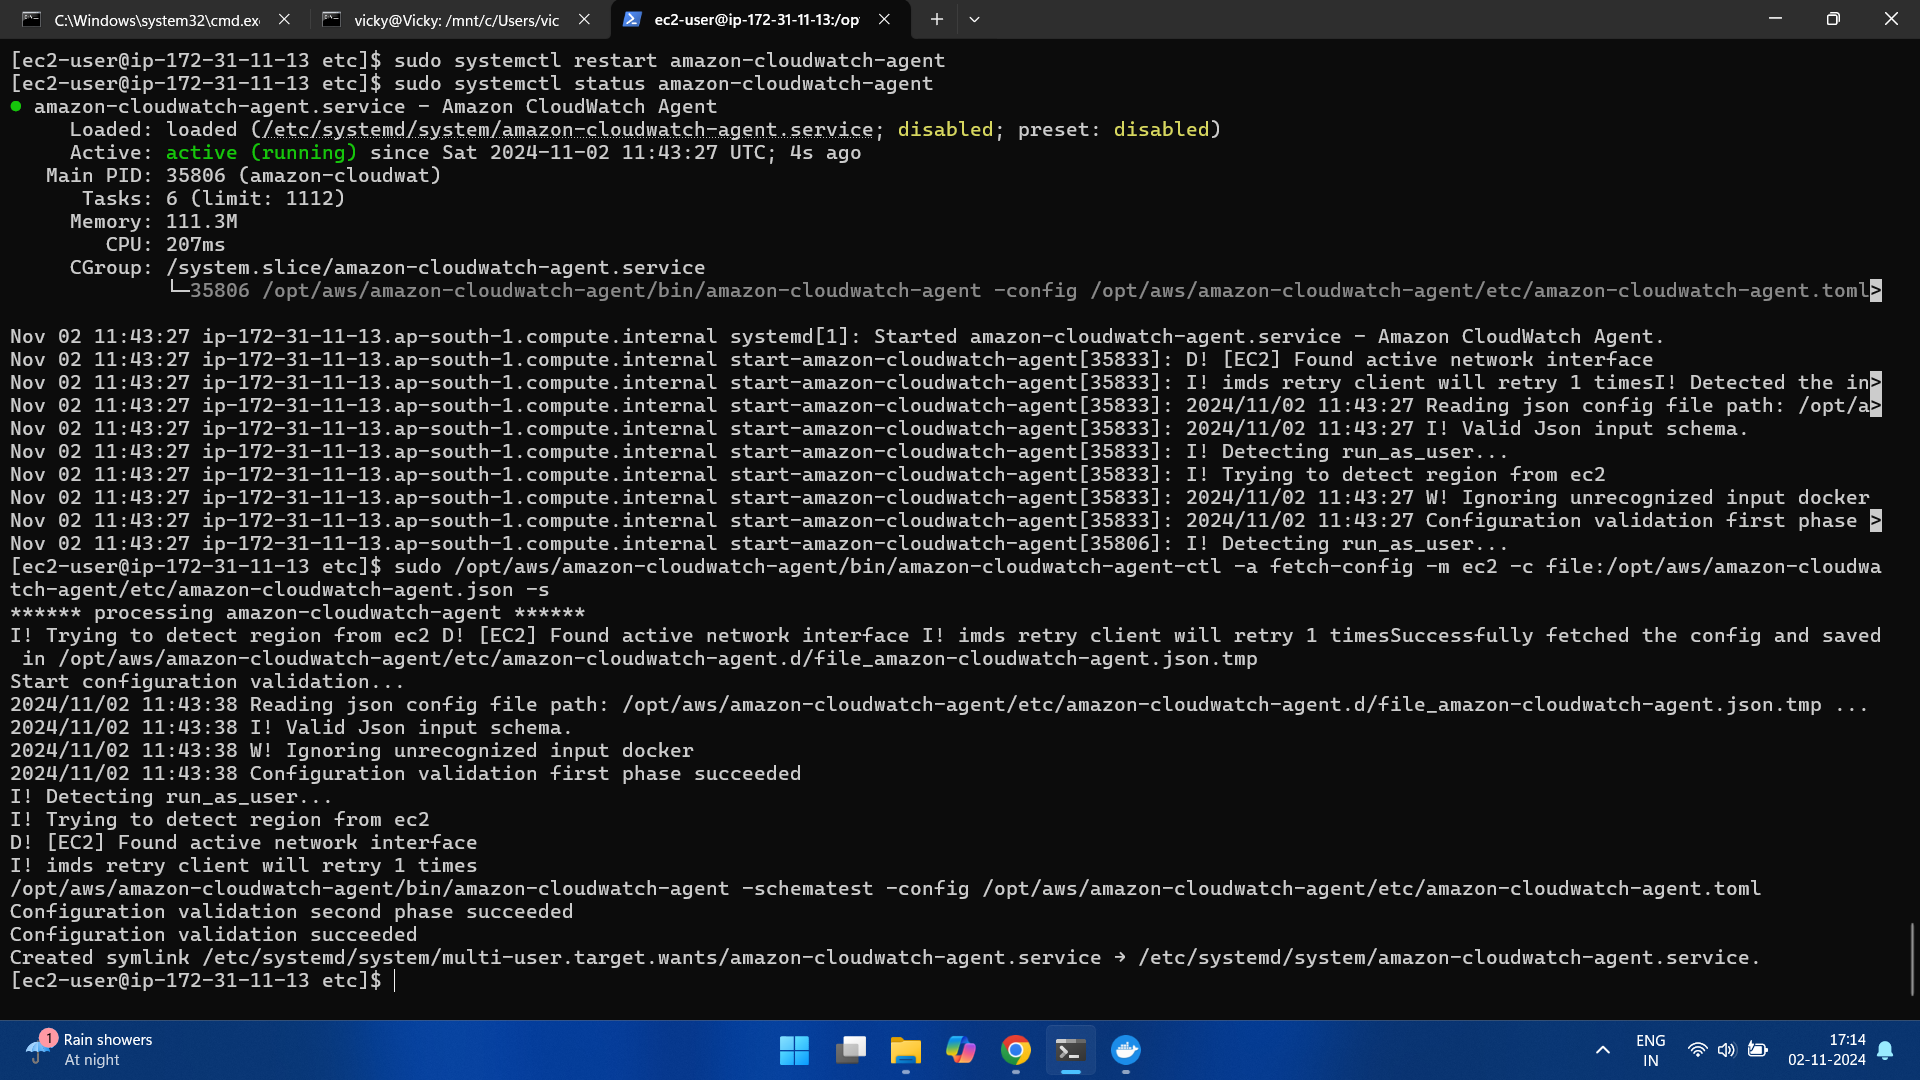 C:\Windows\system32\cmd.ex
vicky@Vicky: /mnt/c/Users/vic
ec2-user@ip-172-31-11-13:/op
[ec2-user@ip-172-31-11-13 etc]$ sudo systemctl restart amazon-cloudwatch-agent
[ec2-user@ip-172-31-11-13 etc]$ sudo systemctl status amazon-cloudwatch-agent
● amazon-cloudwatch-agent.service - Amazon CloudWatch Agent
Loaded: loaded (/etc/systemd/system/amazon-cloudwatch-agent.service; disabled; preset: disabled)
Active: active (running) since Sat 2024-11-02 11:43:27 UTC; 4s ago
Main PID: 35806 (amazon-cloudwat)
Tasks: 6 (limit: 1112)
Memory: 111.3M
CPU: 207ms
CGroup: /system.slice/amazon-cloudwatch-agent.service
└─35806 /opt/aws/amazon-cloudwatch-agent/bin/amazon-cloudwatch-agent -config /opt/aws/amazon-cloudwatch-agent/etc/amazon-cloudwatch-agent.toml>
Nov 02 11:43:27 ip-172-31-11-13.ap-south-1.compute.internal systemd[1]: Started amazon-cloudwatch-agent.service - Amazon CloudWatch Agent.
Nov 02 11:43:27 ip-172-31-11-13.ap-south-1.compute.internal start-amazon-cloudwatch-agent[35833]: D! [EC2] Found active network interface
Nov 02 11:43:27 ip-172-31-11-13.ap-south-1.compute.internal start-amazon-cloudwatch-agent[35833]: I! imds retry client will retry 1 timesI! Detected the in>
Nov 02 11:43:27 ip-172-31-11-13.ap-south-1.compute.internal start-amazon-cloudwatch-agent[35833]: 2024/11/02 11:43:27 Reading json config file path: /opt/a>
Nov 02 11:43:27 ip-172-31-11-13.ap-south-1.compute.internal start-amazon-cloudwatch-agent[35833]: 2024/11/02 11:43:27 I! Valid Json input schema.
Nov 02 11:43:27 ip-172-31-11-13.ap-south-1.compute.internal start-amazon-cloudwatch-agent[35833]: I! Detecting run_as_user...
Nov 02 11:43:27 ip-172-31-11-13.ap-south-1.compute.internal start-amazon-cloudwatch-agent[35833]: I! Trying to detect region from ec2
Nov 02 11:43:27 ip-172-31-11-13.ap-south-1.compute.internal start-amazon-cloudwatch-agent[35833]: 2024/11/02 11:43:27 W! Ignoring unrecognized input docker
Nov 02 11:43:27 ip-172-31-11-13.ap-south-1.compute.internal start-amazon-cloudwatch-agent[35833]: 2024/11/02 11:43:27 Configuration validation first phase >
Nov 02 11:43:27 ip-172-31-11-13.ap-south-1.compute.internal start-amazon-cloudwatch-agent[35806]: I! Detecting run_as_user...
[ec2-user@ip-172-31-11-13 etc]$ sudo /opt/aws/amazon-cloudwatch-agent/bin/amazon-cloudwatch-agent-ctl -a fetch-config -m ec2 -c file:/opt/aws/amazon-cloudwa
tch-agent/etc/amazon-cloudwatch-agent.json -s
****** processing amazon-cloudwatch-agent ******
I! Trying to detect region from ec2 D! [EC2] Found active network interface I! imds retry client will retry 1 timesSuccessfully fetched the config and saved
in /opt/aws/amazon-cloudwatch-agent/etc/amazon-cloudwatch-agent.d/file_amazon-cloudwatch-agent.json.tmp
Start configuration validation...
2024/11/02 11:43:38 Reading json config file path: /opt/aws/amazon-cloudwatch-agent/etc/amazon-cloudwatch-agent.d/file_amazon-cloudwatch-agent.json.tmp ...
2024/11/02 11:43:38 I! Valid Json input schema.
2024/11/02 11:43:38 W! Ignoring unrecognized input docker
2024/11/02 11:43:38 Configuration validation first phase succeeded
I! Detecting run_as_user...
I! Trying to detect region from ec2
D! [EC2] Found active network interface
I! imds retry client will retry 1 times
/opt/aws/amazon-cloudwatch-agent/bin/amazon-cloudwatch-agent -schematest -config /opt/aws/amazon-cloudwatch-agent/etc/amazon-cloudwatch-agent.toml
Configuration validation second phase succeeded
Configuration validation succeeded
Created symlink /etc/systemd/system/multi-user.target.wants/amazon-cloudwatch-agent.service → /etc/systemd/system/amazon-cloudwatch-agent.service.
[ec2-user@ip-172-31-11-13 etc]$
1
Rain showers
At night
ENG
IN
17:14
02-11-2024